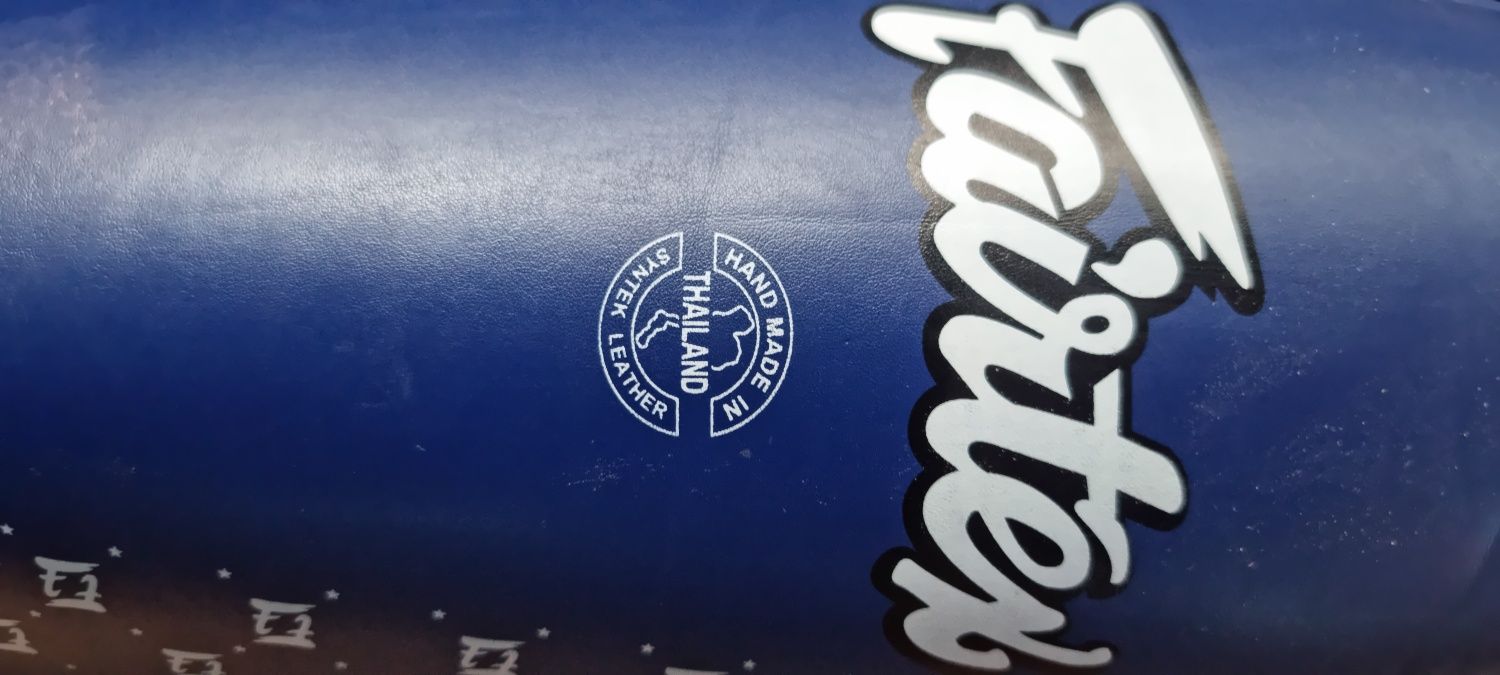 Fairtex
HAND MADE IN
THAILAND
SYNTEK LEATHER